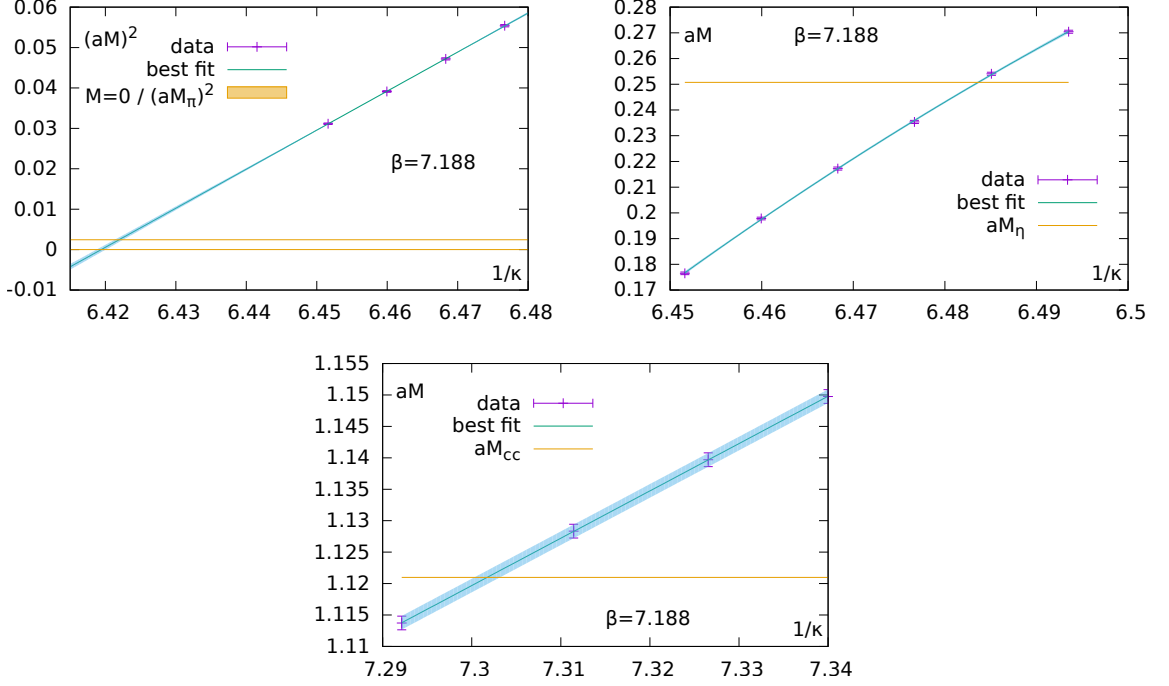 0.06
0.05
0.04
0.03
0.02
0.01
0
-0.01
(aM)²
data
best fit
M=0 / (aMπ)²
β=7.188
1/κ
6.42 6.43 6.44 6.45 6.46 6.47 6.48
0.28
0.27
0.26
0.25
0.24
0.23
0.22
0.21
0.2
0.19
0.18
0.17
aM
β=7.188
data
best fit
aMη
1/κ
6.45 6.46 6.47 6.48 6.49 6.5
1.155
1.15
1.145
1.14
1.135
1.13
1.125
1.12
1.115
1.11
aM
data
best fit
aMcc
β=7.188
1/κ
7.29 7.3 7.31 7.32 7.33 7.34